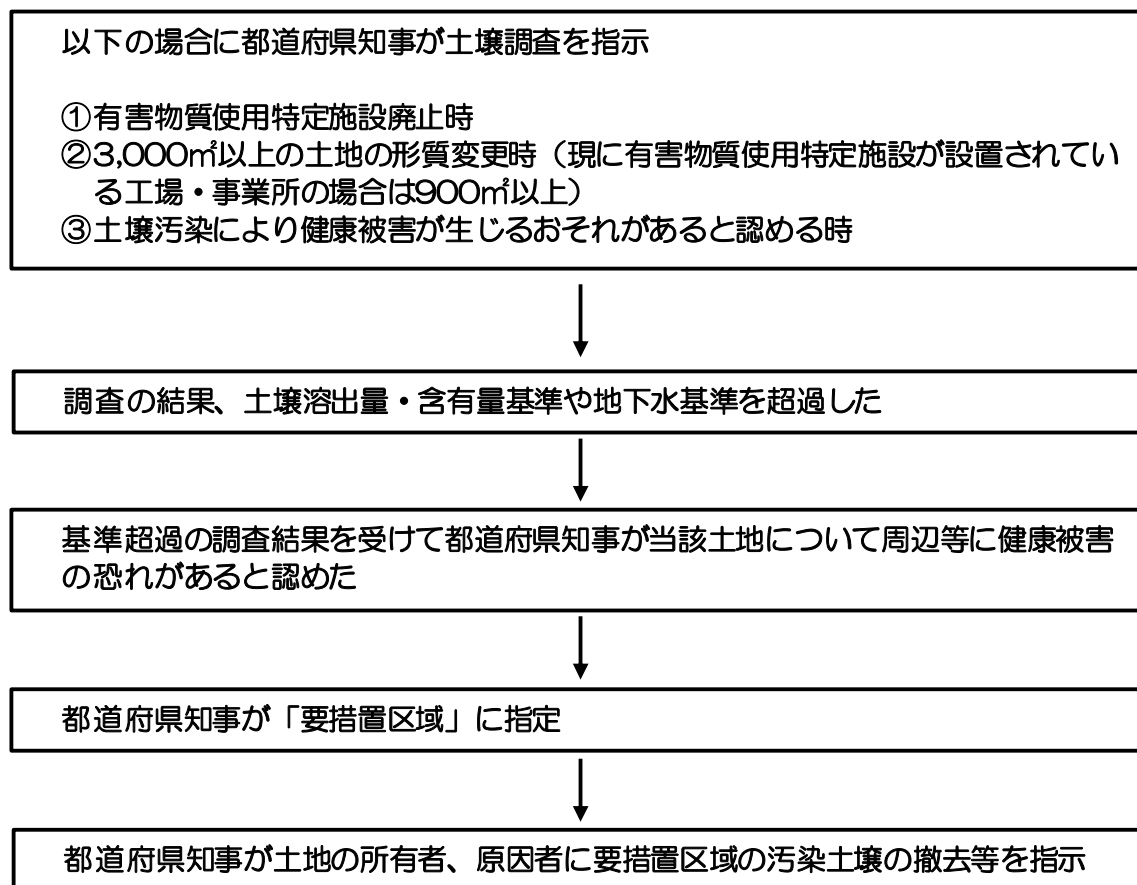 以下の場合に都道府県知事が土壌調査を指示
①有害物質使用特定施設廃止時
②3,000㎡以上の土地の形質変更時（現に有害物質使用特定施設が設置されてい
る工場・事業所の場合は900㎡以上）
③土壌汚染により健康被害が生じるおそれがあると認める時
調査の結果、土壌溶出量・含有量基準や地下水基準を超過した
基準超過の調査結果を受けて都道府県知事が当該土地について周辺等に健康被害
の恐れがあると認めた
都道府県知事が「要措置区域」に指定
都道府県知事が土地の所有者、原因者に要措置区域の汚染土壌の撤去等を指示